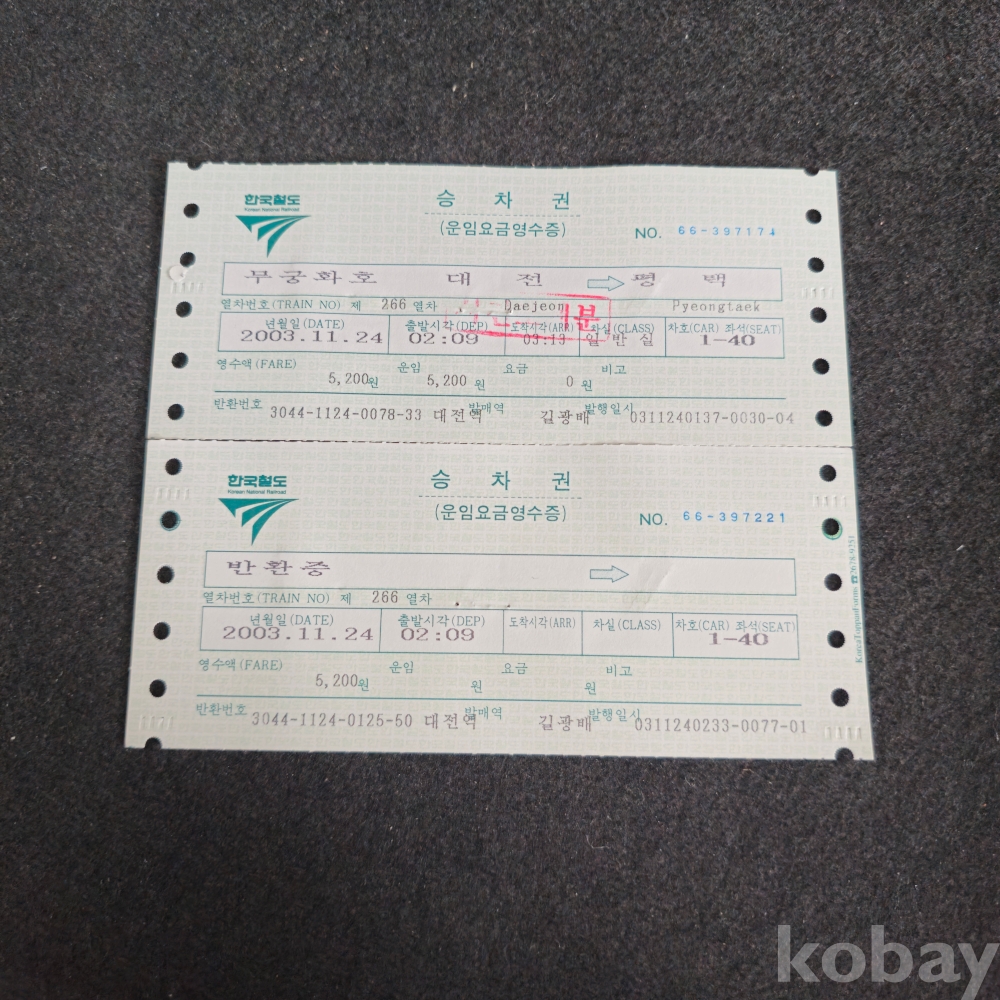 한국철도
Korean National Railroad
승 차 권
(운임요금영수증)
NO. 66-397174
무궁화호 대 전 ⇨ 평 택
열차번호(TRAIN NO) 제 266 열차 Daejeon Pyeongtaek
분
년월일(DATE) 출발시각(DEP) 도착시각(ARR) 차실(CLASS) 차호(CAR) 좌석(SEAT)
2003.11.24 02:09 03:13 일반실 1-40
영수액(FARE) 운임 요금 비고
5,200원 5,200 원 0 원
반환번호 3044-1124-0078-33 대전역 발매역 길광배 발행일시 0311240137-0030-04
한국철도
Korean National Railroad
승 차 권
(운임요금영수증)
NO. 66-397221
반환증 ⇨
열차번호(TRAIN NO) 제 266 열차
년월일(DATE) 출발시각(DEP) 도착시각(ARR) 차실(CLASS) 차호(CAR) 좌석(SEAT)
2003.11.24 02:09 1-40
영수액(FARE) 운임 요금 비고
5,200원 원 원
반환번호 3044-1124-0125-50 대전역 발매역 길광배 발행일시 0311240233-0077-01
kobay